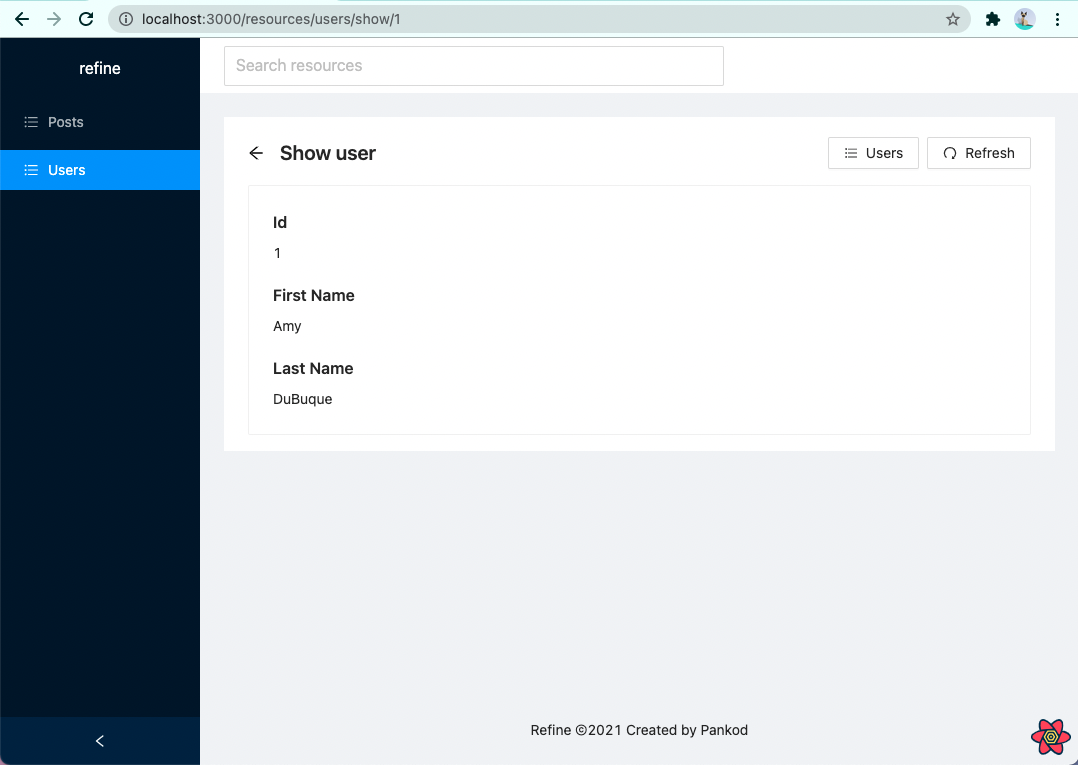 localhost:3000/resources/users/show/1
refine
Search resources
Posts
Users
Show user
Users
Refresh
Id
1
First Name
Amy
Last Name
DuBuque
Refine ©2021 Created by Pankod